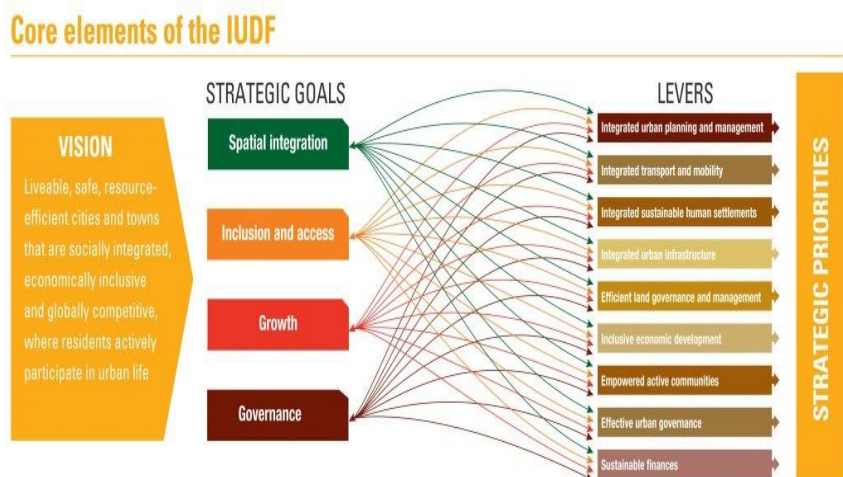 Core elements of the IUDF
VISION
Liveable, safe, resource-
efficient cities and towns
that are socially integrated,
economically inclusive
and globally competitive,
where residents actively
participate in urban life
STRATEGIC GOALS
Spatial integration
Inclusion and access
Growth
Governance
LEVERS
Integrated urban planning and management
Integrated transport and mobility
Integrated sustainable human settlements
Integrated urban infrastructure
Efficient land governance and management
Inclusive economic development
Empowered active communities
Effective urban governance
Sustainable finances
STRATEGIC PRIORITIES